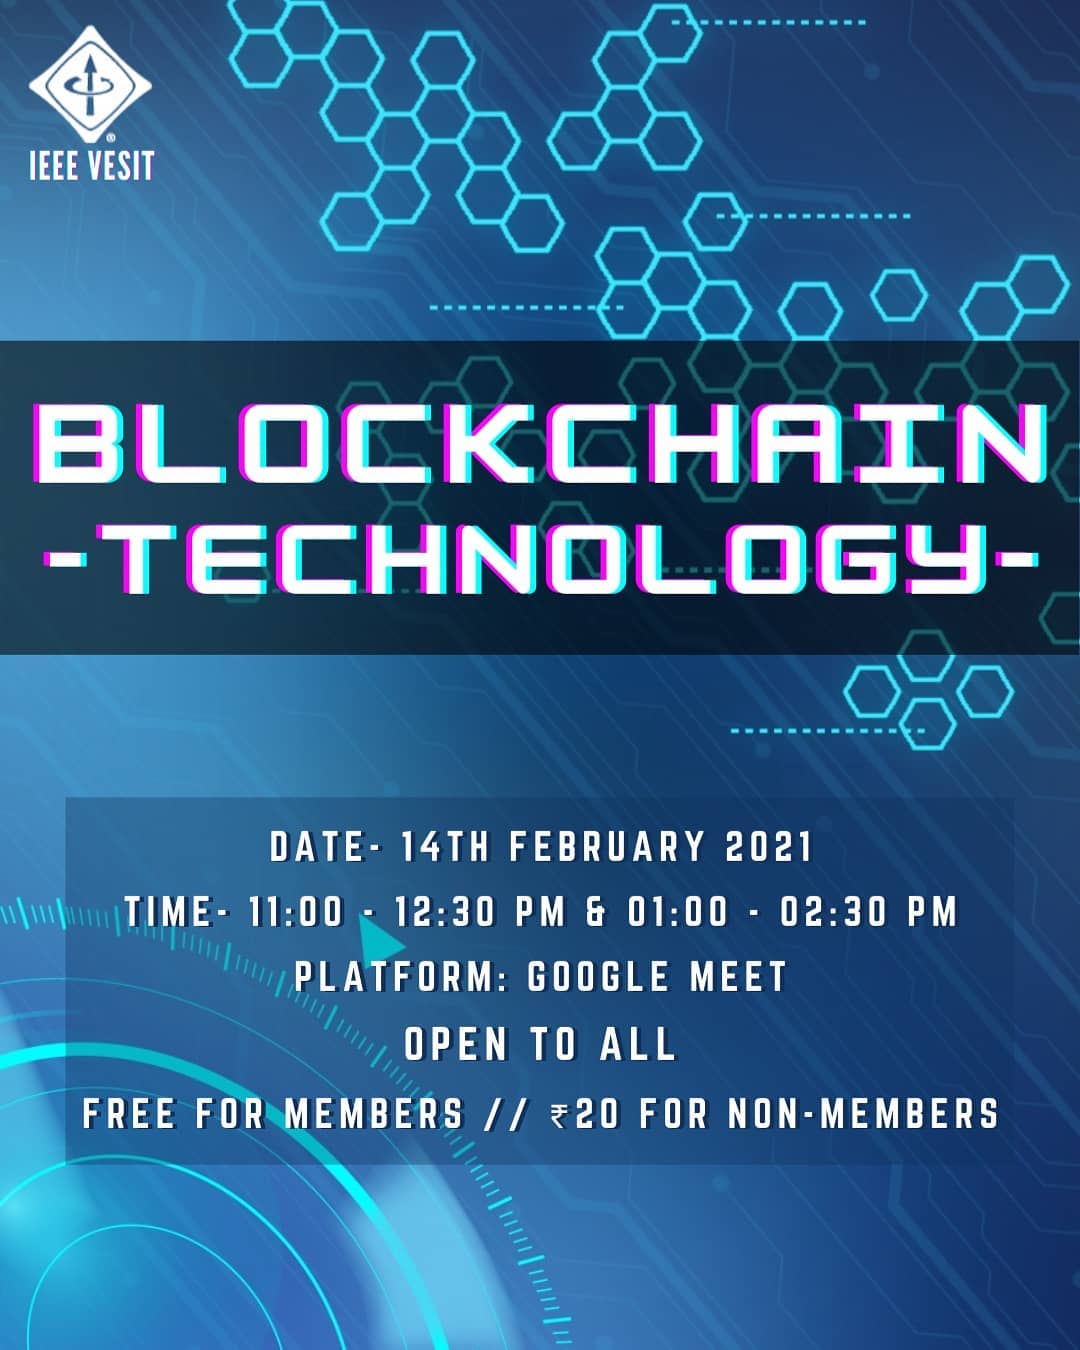 ®
IEEE VESIT
BLOCKCHAIN
-TECHNOLOGY-
DATE- 14TH FEBRUARY 2021
TIME- 11:00 - 12:30 PM & 01:00 - 02:30 PM
PLATFORM: GOOGLE MEET
OPEN TO ALL
FREE FOR MEMBERS // ₹20 FOR NON-MEMBERS